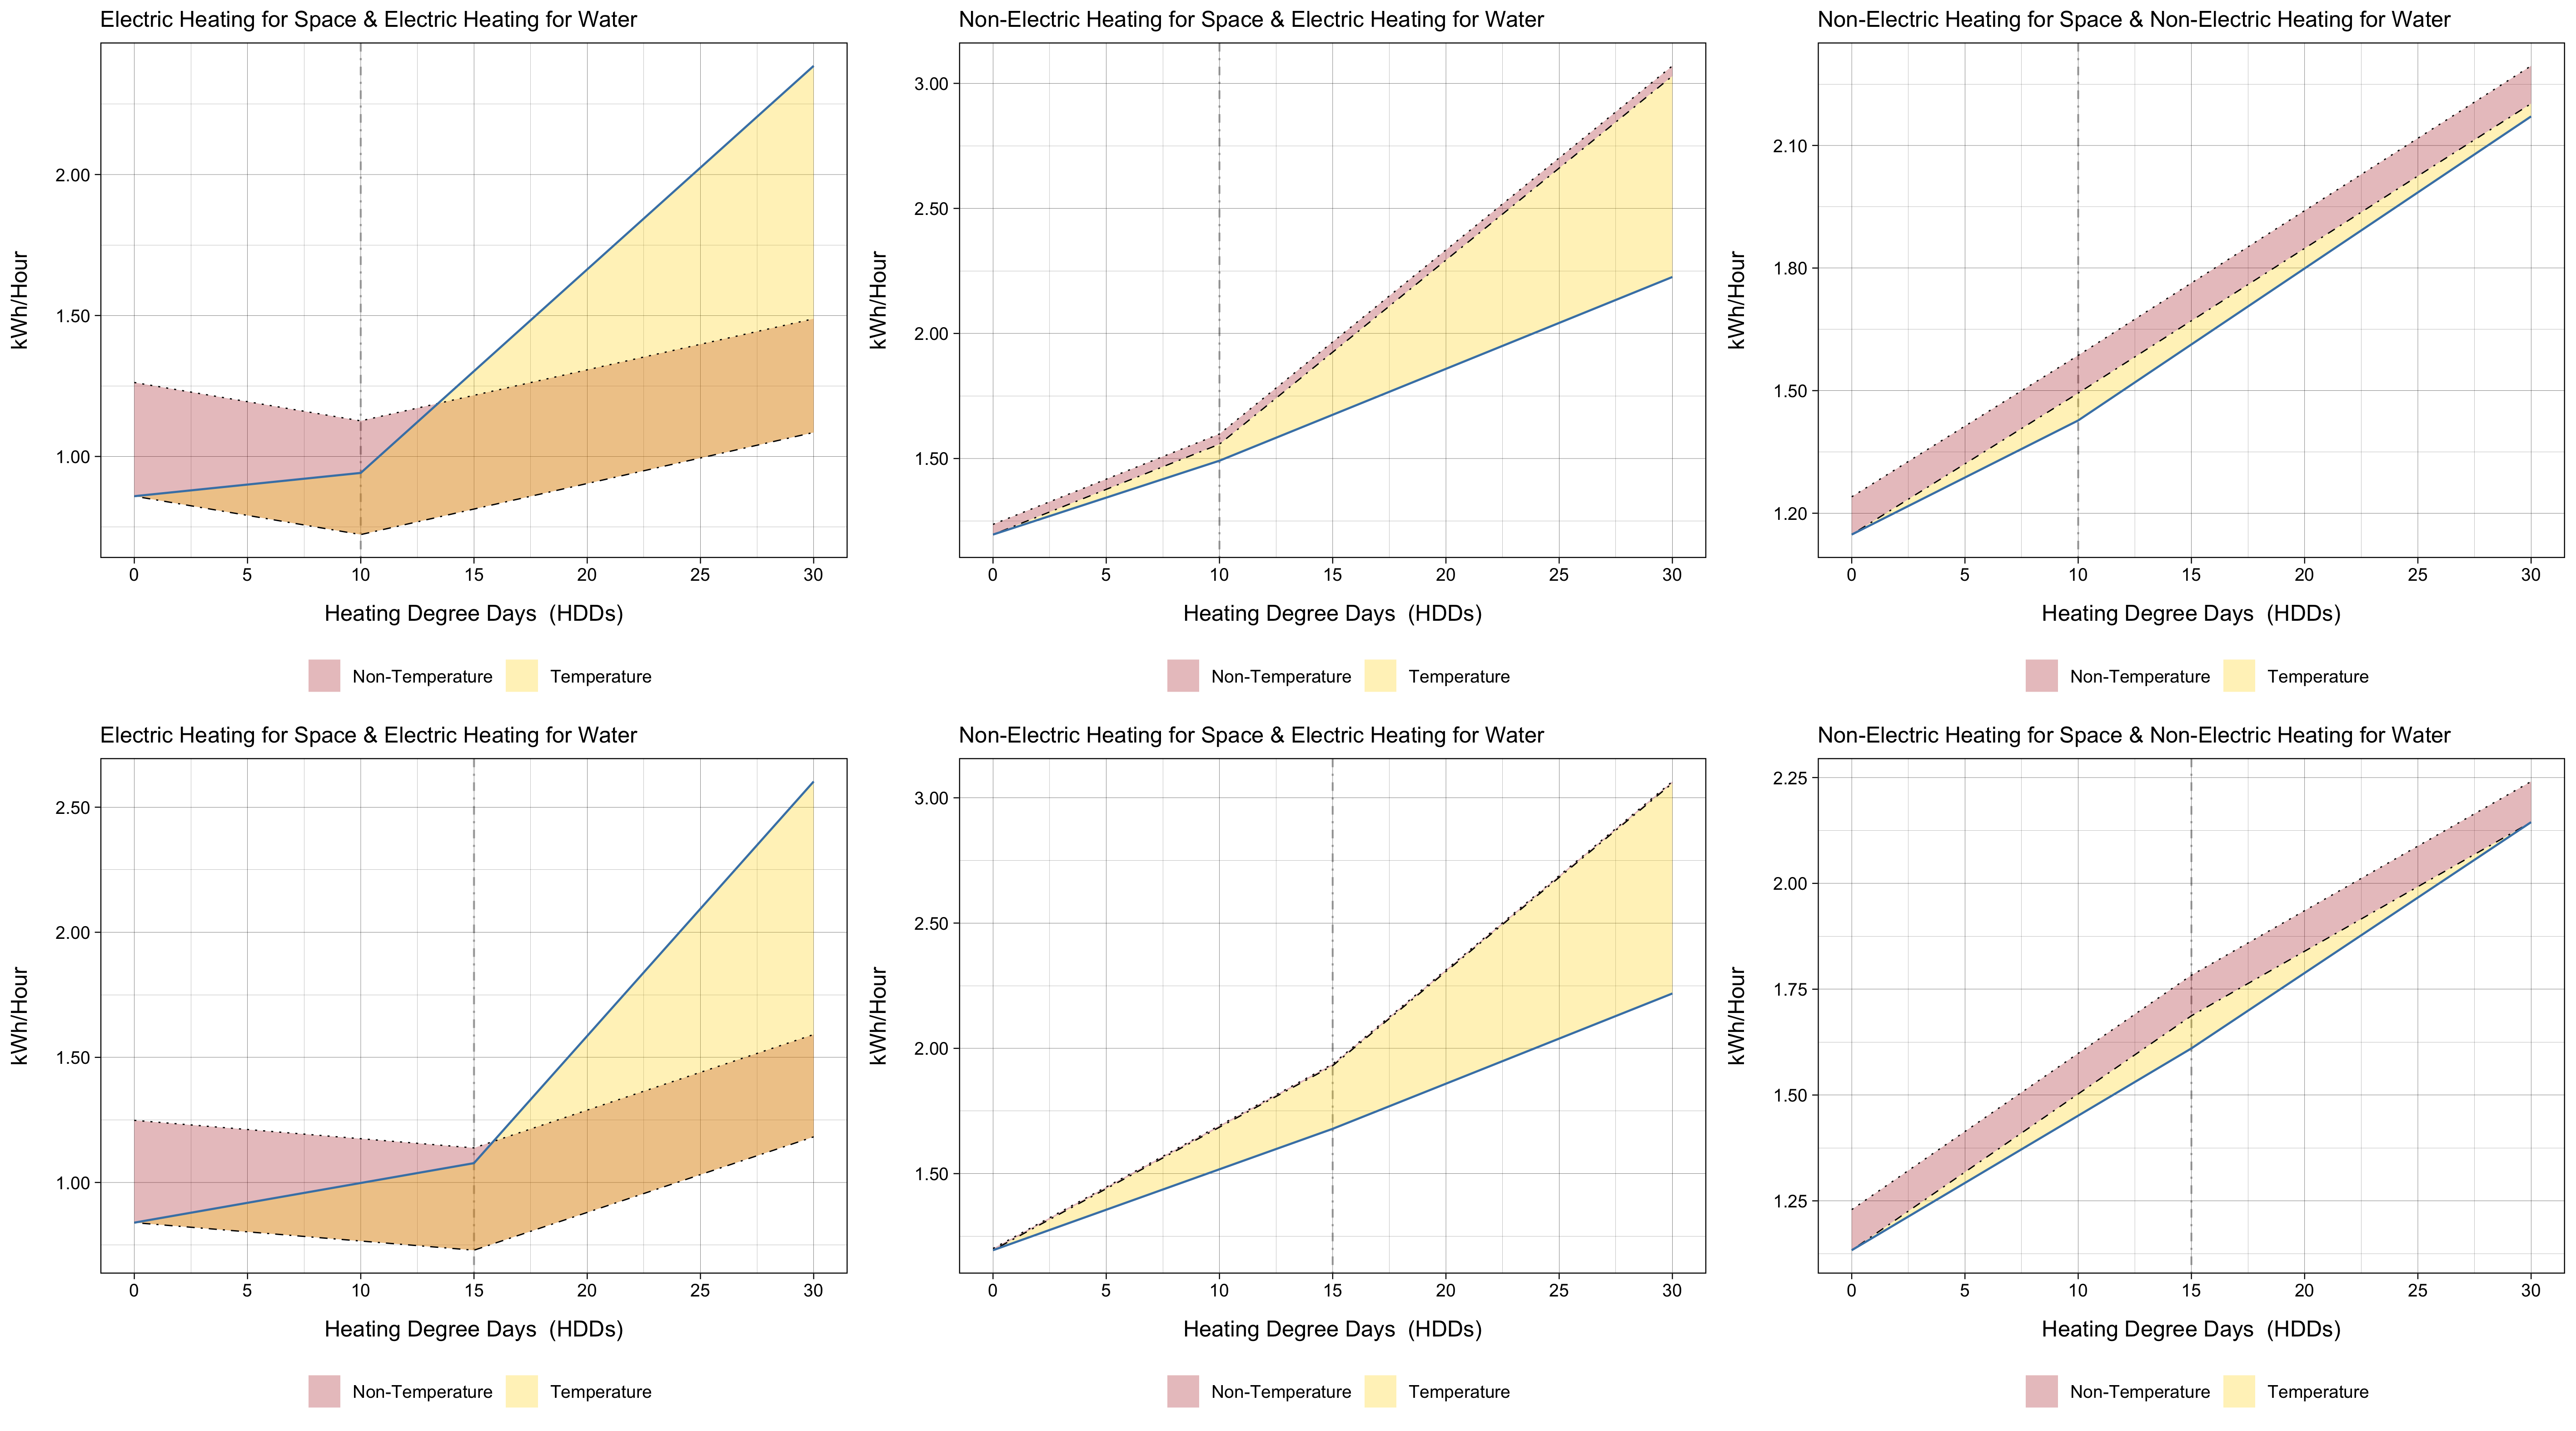 Electric Heating for Space & Electric Heating for Water
kWh/Hour
2.00
1.50
1.00
0 5 10 15 20 25 30
Heating Degree Days (HDDs)
Non-Temperature Temperature
Non-Electric Heating for Space & Electric Heating for Water
kWh/Hour
3.00
2.50
2.00
1.50
0 5 10 15 20 25 30
Heating Degree Days (HDDs)
Non-Temperature Temperature
Non-Electric Heating for Space & Non-Electric Heating for Water
kWh/Hour
2.10
1.80
1.50
1.20
0 5 10 15 20 25 30
Heating Degree Days (HDDs)
Non-Temperature Temperature
Electric Heating for Space & Electric Heating for Water
kWh/Hour
2.50
2.00
1.50
1.00
0 5 10 15 20 25 30
Heating Degree Days (HDDs)
Non-Temperature Temperature
Non-Electric Heating for Space & Electric Heating for Water
kWh/Hour
3.00
2.50
2.00
1.50
0 5 10 15 20 25 30
Heating Degree Days (HDDs)
Non-Temperature Temperature
Non-Electric Heating for Space & Non-Electric Heating for Water
kWh/Hour
2.25
2.00
1.75
1.50
1.25
0 5 10 15 20 25 30
Heating Degree Days (HDDs)
Non-Temperature Temperature